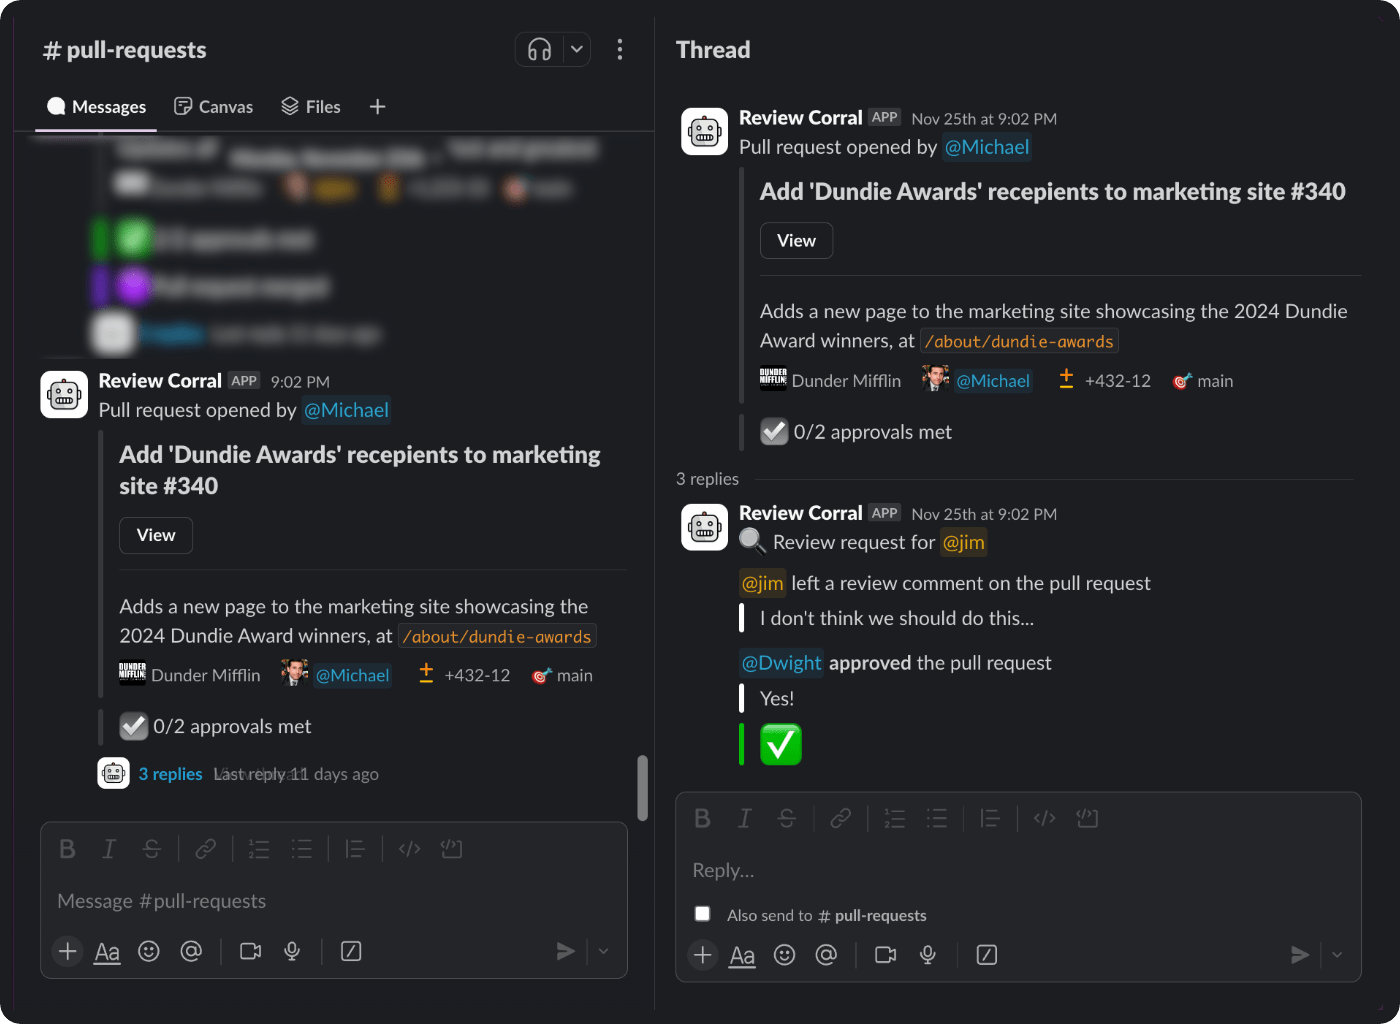 # pull-requests
Messages Canvas Files
Review Corral APP 9:02 PM
Pull request opened by @Michael
Add 'Dundie Awards' recepients to marketing
site #340
View
Adds a new page to the marketing site showcasing the
2024 Dundie Award winners, at /about/dundie-awards
DUNDER MIFFLIN Dunder Mifflin @Michael +432-12 main
0/2 approvals met
3 replies Last reply 11 days ago
Message #pull-requests
Aa
Thread
Review Corral APP Nov 25th at 9:02 PM
Pull request opened by @Michael
Add 'Dundie Awards' recepients to marketing site #340
View
Adds a new page to the marketing site showcasing the 2024 Dundie
Award winners, at /about/dundie-awards
DUNDER MIFFLIN Dunder Mifflin @Michael +432-12 main
0/2 approvals met
3 replies
Review Corral APP Nov 25th at 9:02 PM
Review request for @jim
@jim left a review comment on the pull request
I don't think we should do this...
@Dwight approved the pull request
Yes!
Reply...
Also send to # pull-requests
Aa